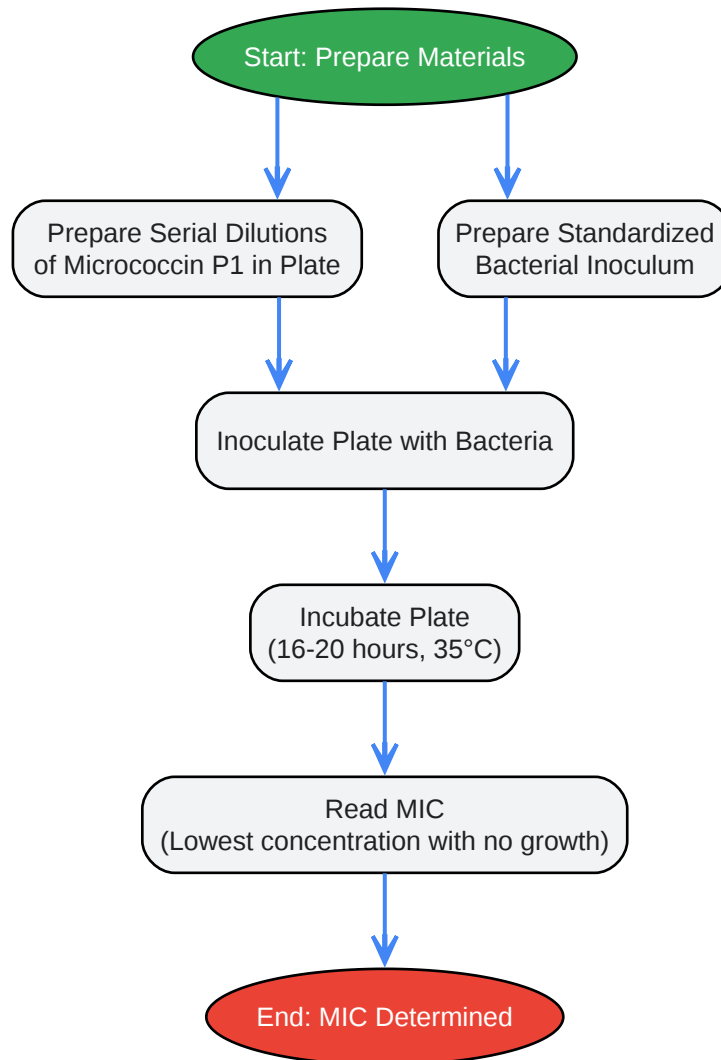 Start: Prepare Materials
Prepare Serial Dilutions
of Micrococcin P1 in Plate
Prepare Standardized
Bacterial Inoculum
Inoculate Plate with Bacteria
Incubate Plate
(16-20 hours, 35°C)
Read MIC
(Lowest concentration with no growth)
End: MIC Determined